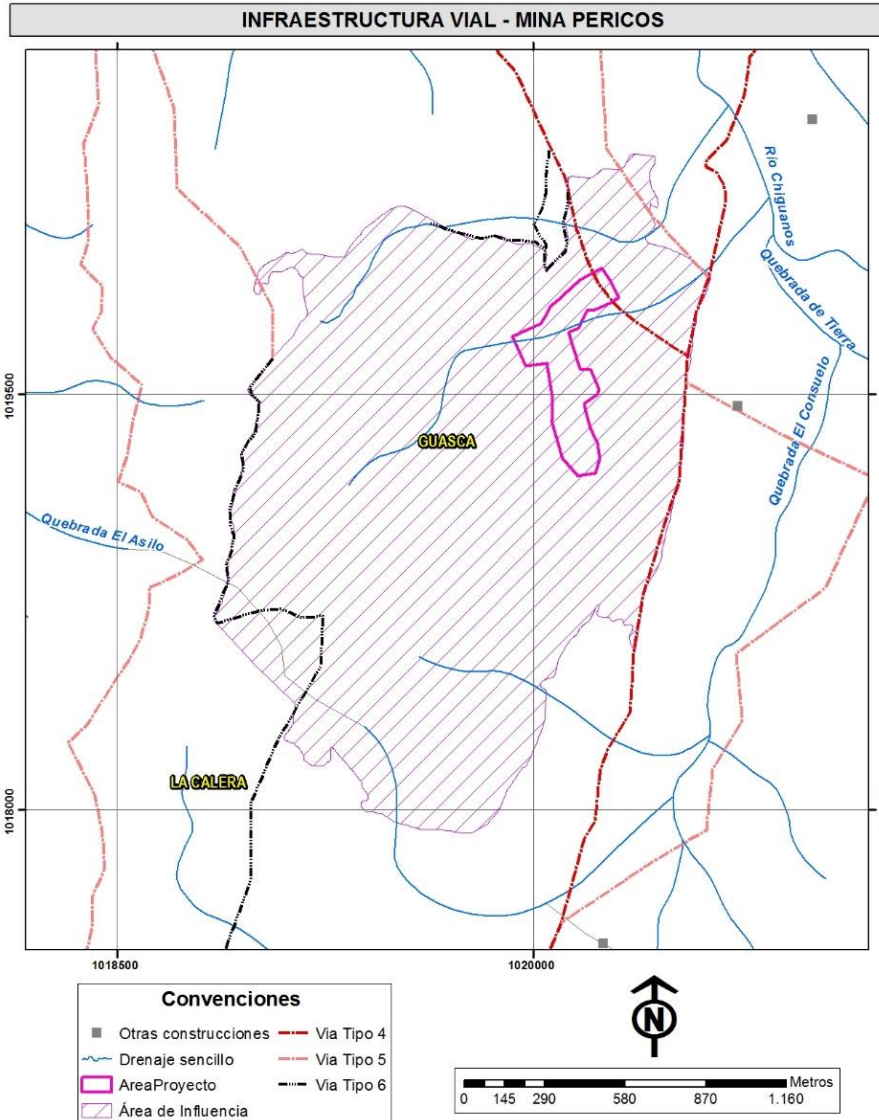 INFRAESTRUCTURA VIAL - MINA PERICOS
Río Chiguanos
Quebrada de Tierra
1019500
GUASCA
Quebrada El Consuelo
Quebrada El Asilo
LA CALERA
1018000
1018500
1020000
Convenciones
Otras construcciones
Via Tipo 4
Drenaje sencillo
Via Tipo 5
AreaProyecto
Via Tipo 6
Área de Influencia
N
Metros
0 145 290 580 870 1.160